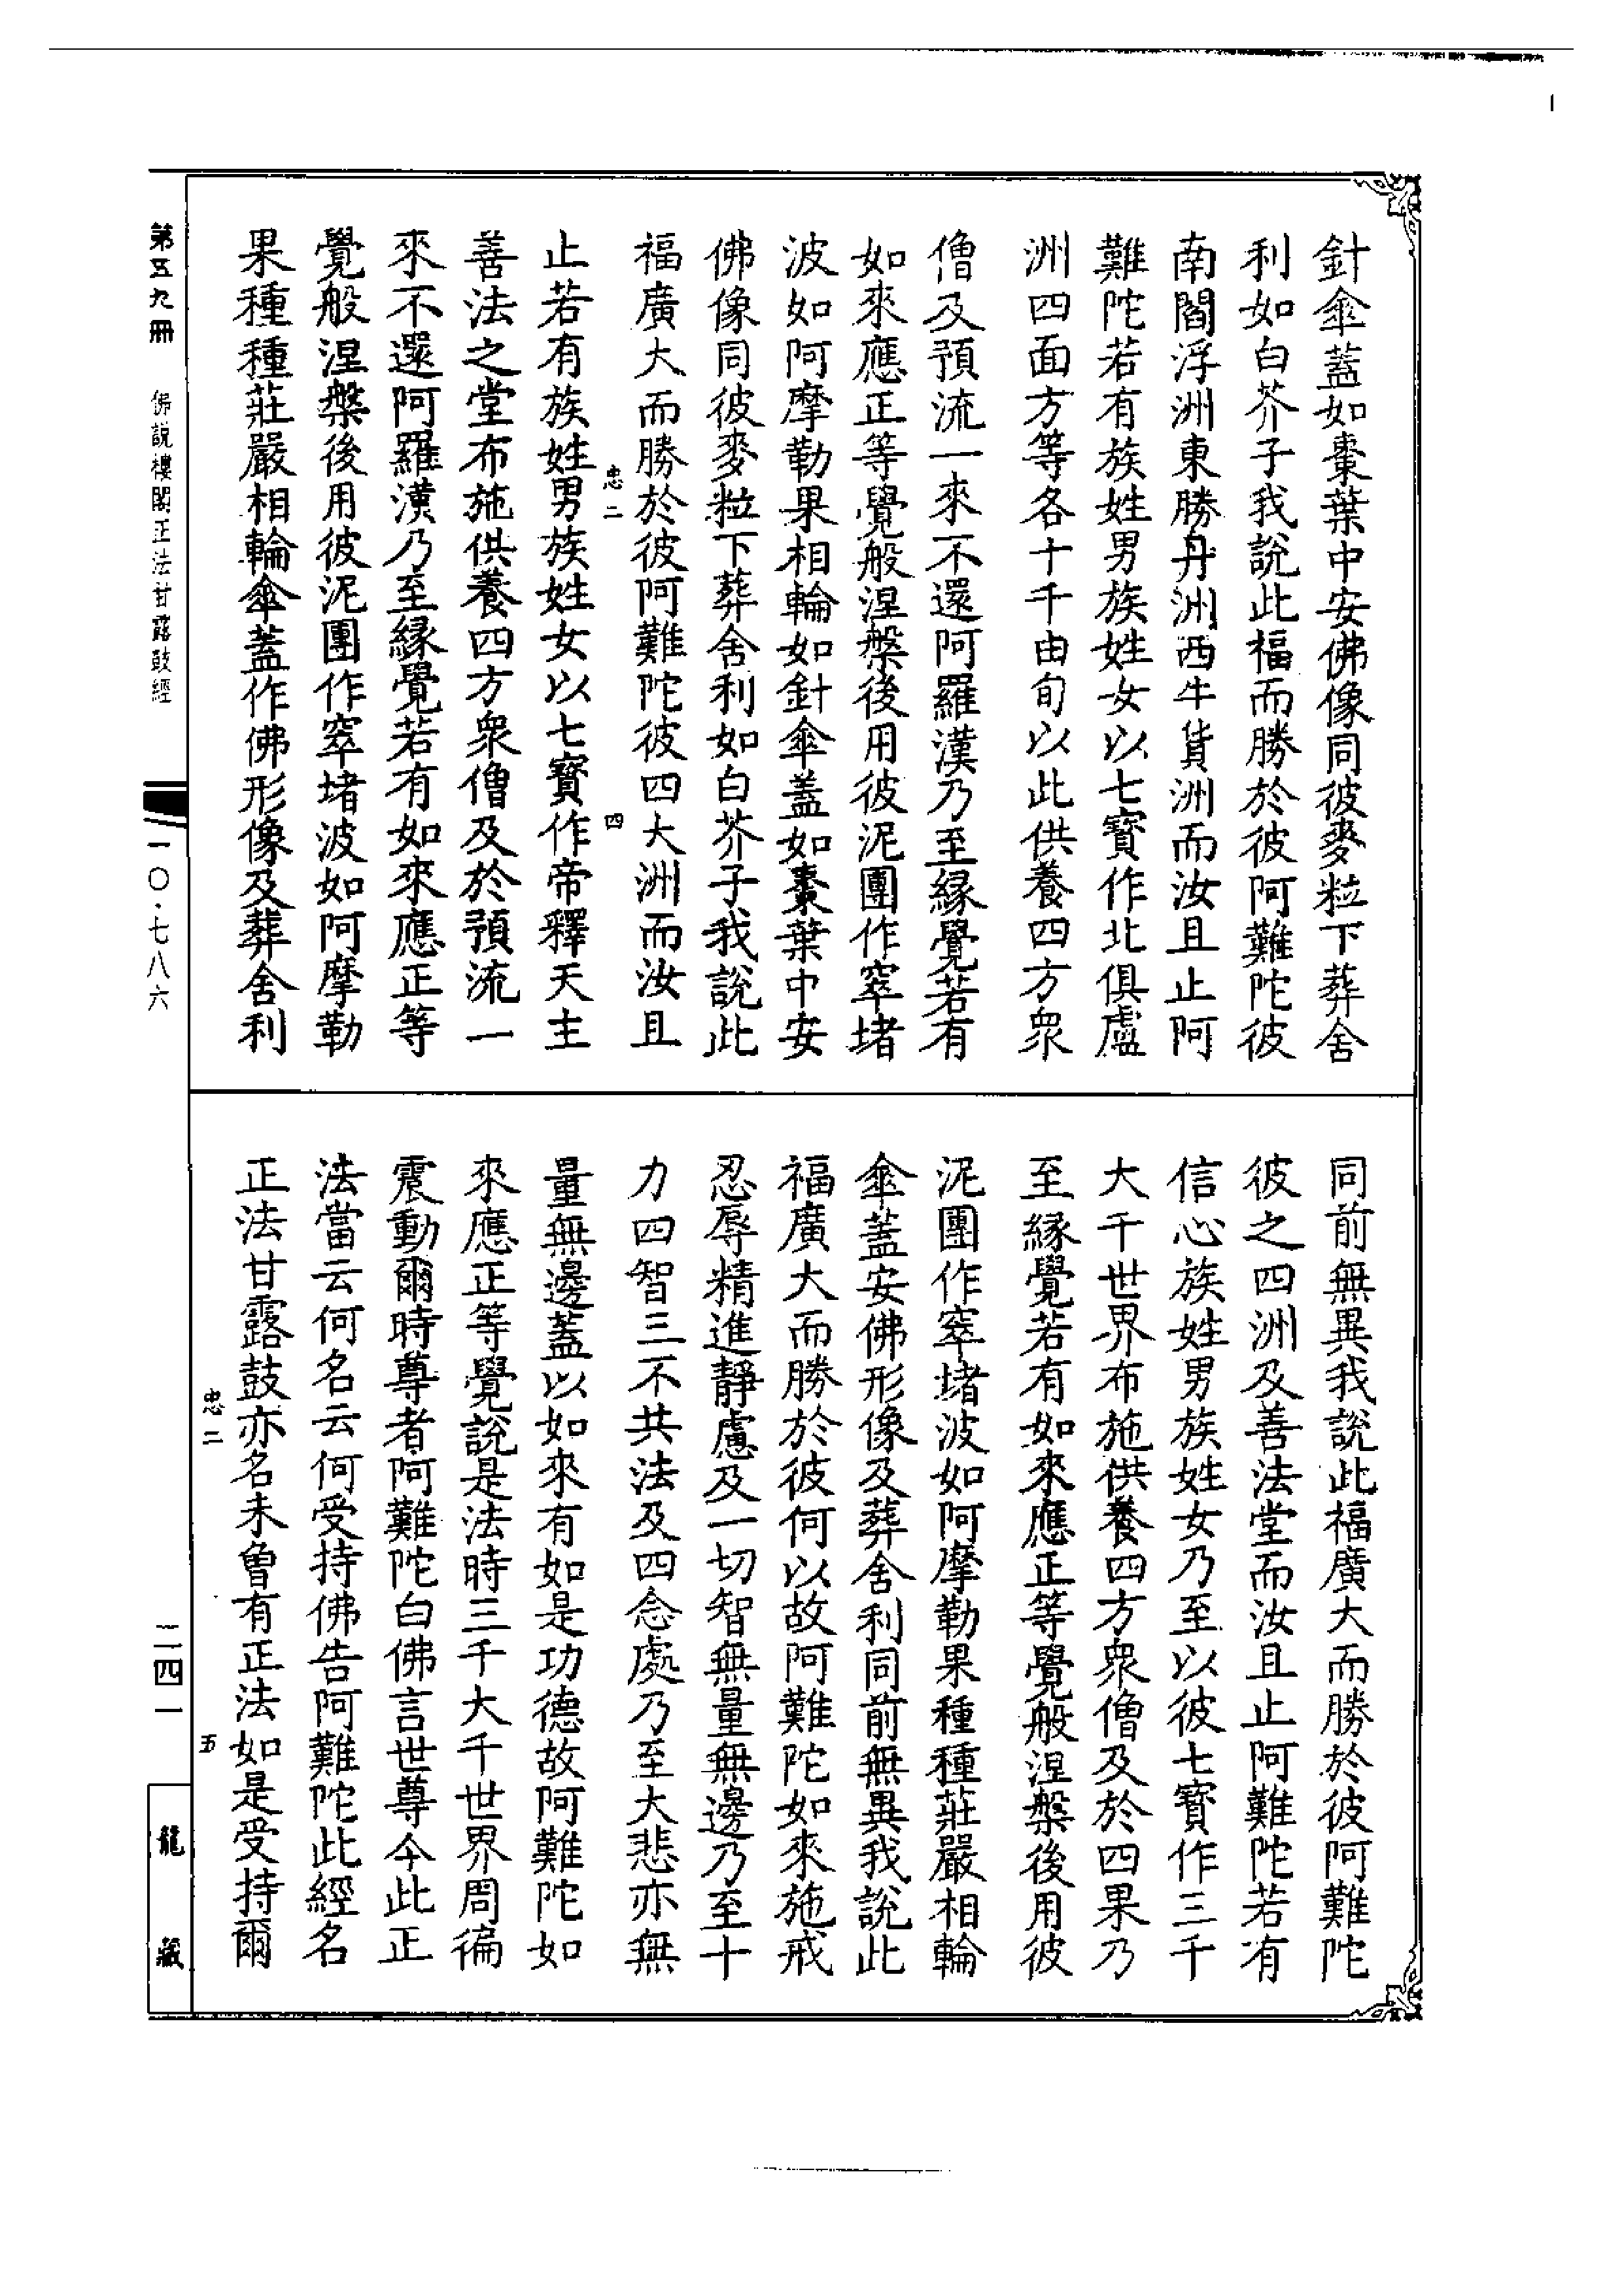 針傘蓋如棗葉中安佛像同彼麥粒下葬舍
利如白芥子我說此福而勝於彼阿難陀彼
南閻浮洲東勝身洲西牛貨洲而汝且止阿
難陀若有族姓男族姓女以七寶作北俱盧
洲四面方等各十千由旬以此供養四方衆
僧及預流一來不還阿羅漢乃至緣覺若有
如來應正等覺般涅槃後用彼泥團作窣堵
波如阿摩勒果相輪如針傘蓋如棗葉中安
佛像同彼麥粒下葬舍利如白芥子我說此
福廣大而勝於彼阿難陀彼四大洲而汝且
忠二
四
止若有族姓男族姓女以七寶作帝釋天主
善法之堂布施供養四方衆僧及於預流一
來不還阿羅漢乃至緣覺若有如來應正等
覺般涅槃後用彼泥團作窣堵波如阿摩勒
果種種莊嚴相輪傘蓋作佛形像及葬舍利
同前無異我說此福廣大而勝於彼阿難陀
彼之四洲及善法堂而汝且止阿難陀若有
信心族姓男族姓女乃至以彼七寶作三千
大千世界布施供養四方衆僧及於四果乃
至緣覺若有如來應正等覺般涅槃後用彼
泥團作窣堵波如阿摩勒果種種莊嚴相輪
傘蓋安佛形像及葬舍利同前無異我說此
福廣大而勝於彼何以故阿難陀如來施戒
忍辱精進靜慮及一切智無量無邊乃至十
力四智三不共法及四念處乃至大悲亦無
量無邊蓋以如來有如是功德故阿難陀如
來應正等覺說是法時三千大千世界周徧
震動爾時尊者阿難陀白佛言世尊今此正
法當云何名云何受持佛告阿難陀此經名
正法甘露鼓亦名未曾有正法如是受持爾
忠二
五
第五九冊
佛說樓閣正法甘露鼓經
一〇·七八六
二四一
龍藏